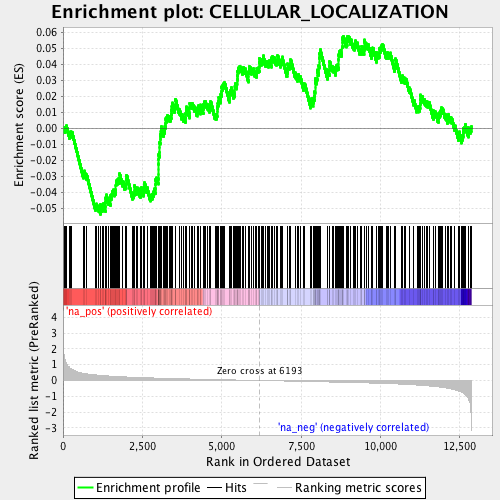 Enrichment plot: CELLULAR_LOCALIZATION
Enrichment score (ES)
0.06
0.05
0.04
0.03
0.02
0.01
0.00
-0.01
-0.02
-0.03
-0.04
-0.05
'na_pos' (positively correlated)
Ranked list metric (PreRanked)
4
3
2
1
0
-1
-2
-3
Zero cross at 6193
'na_neg' (negatively correlated)
0
2,500
5,000
7,500
10,000
12,500
Rank in Ordered Dataset
Enrichment profile
Hits
Ranking metric scores